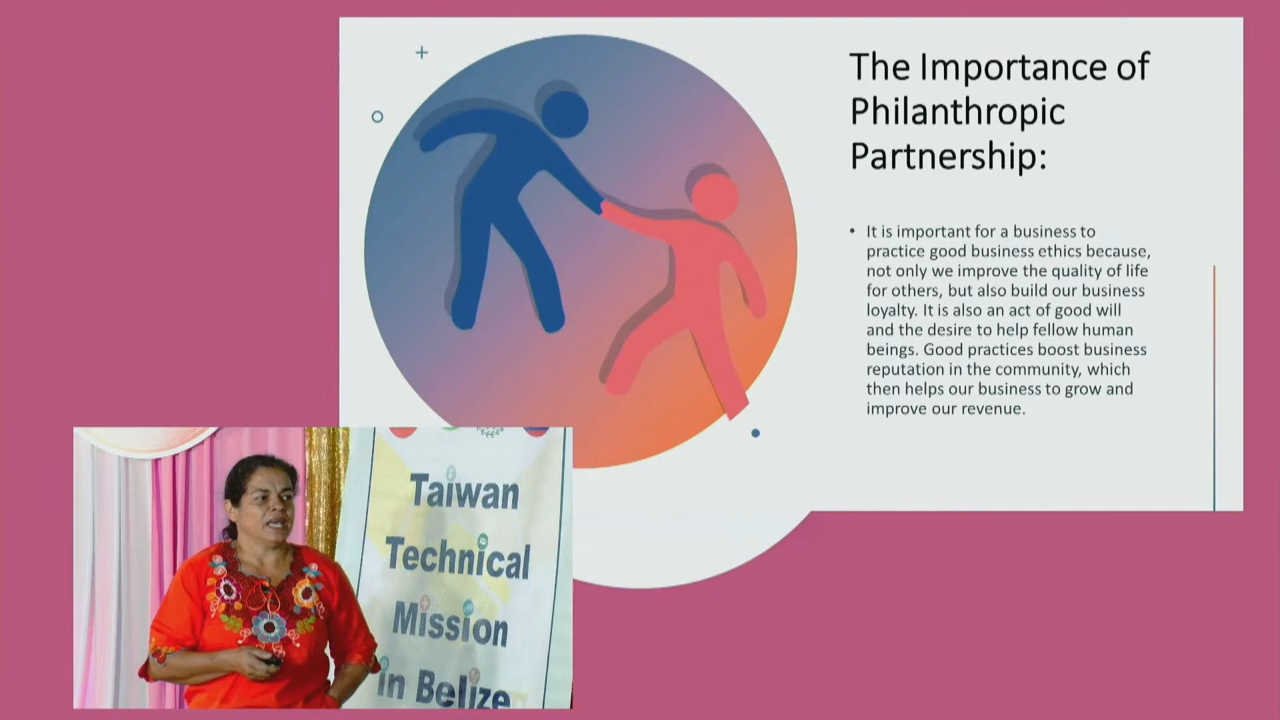 The Importance of
Philanthropic
Partnership:
• It is important for a business to
practice good business ethics because,
not only we improve the quality of life
for others, but also build our business
loyalty. It is also an act of good will
and the desire to help fellow human
beings. Good practices boost business
reputation in the community, which
then helps our business to grow and
improve our revenue.
Taiwan
Technical
Mission
in Belize